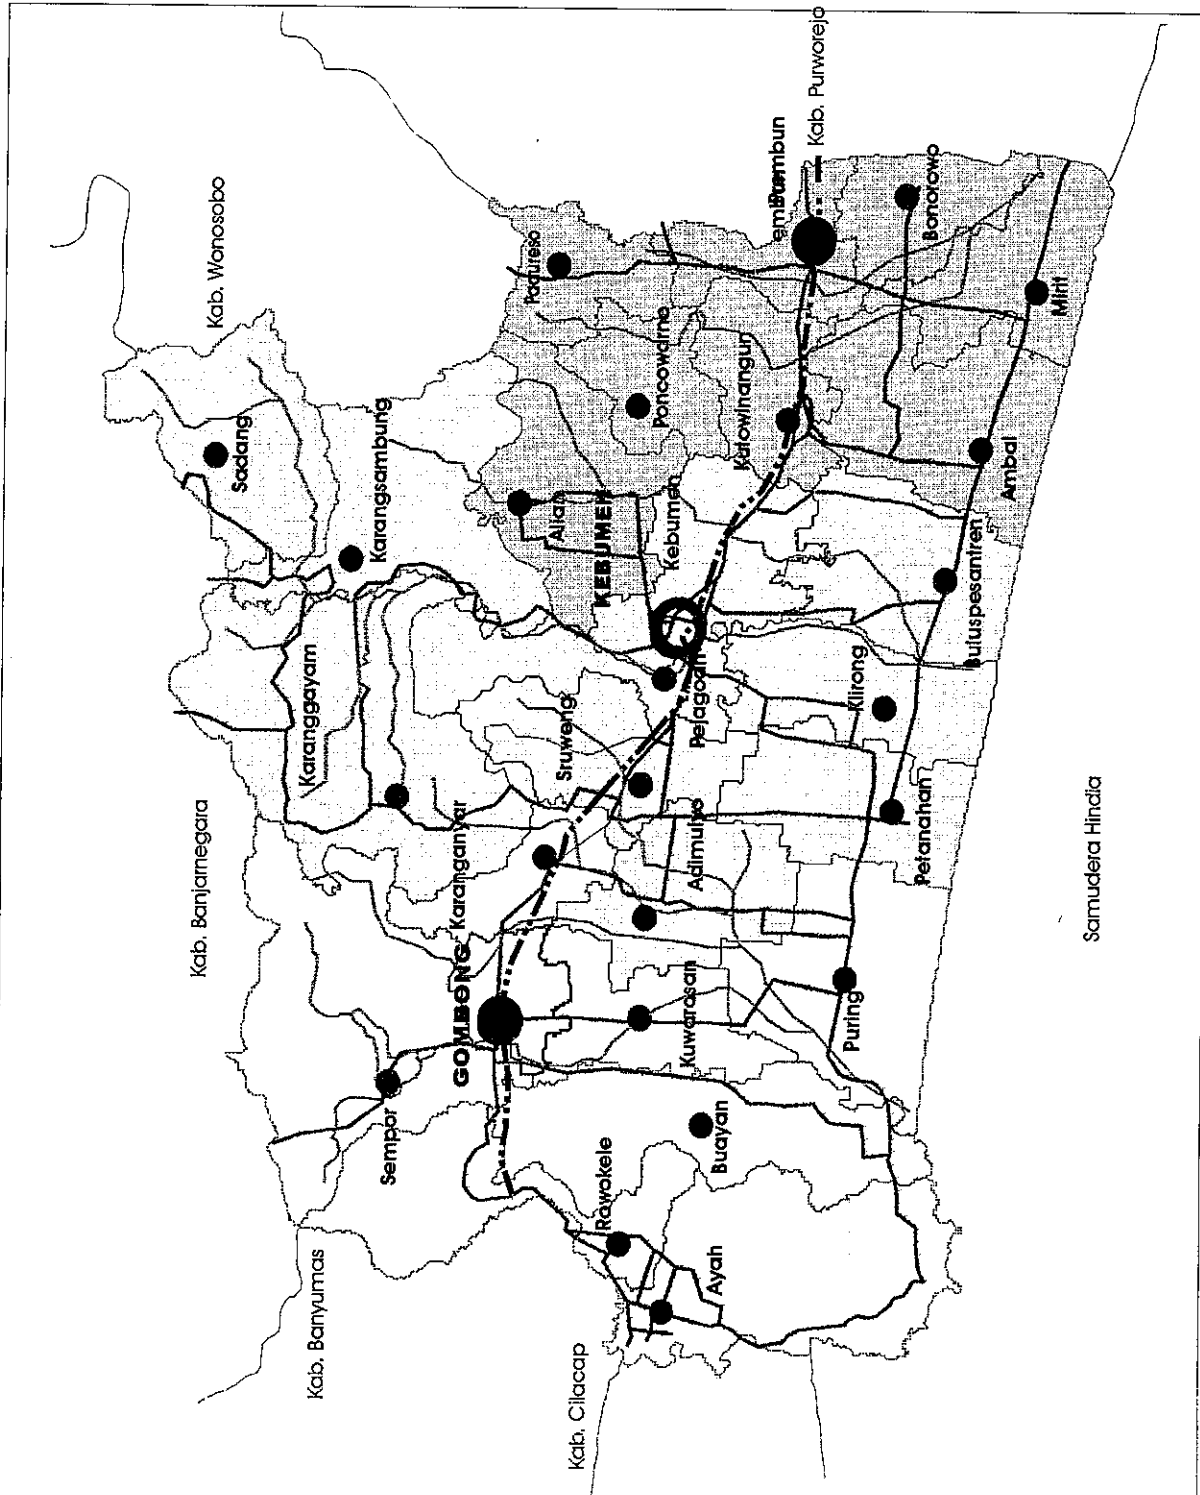 Kab. Wonosobo
Kab. Banjarnegara
Kab. Banyumas
Kab. Cilacap
Kab. Purworejo
Samudera Hindia
Sadang
Karangsambung
Karanggayam
Padureso
Poncowarno
Alian
KEBUMEN
Kebumen
Kutowinangun
Bonorowo
Mirit
Ambal
Buluspesantren
Klirong
Petanahan
Pejagoan
Sruweng
Adimulyo
Karanganyar
GOMBONG
Sempor
Kuwarasan
Puring
Buayan
Rowokele
Ayah